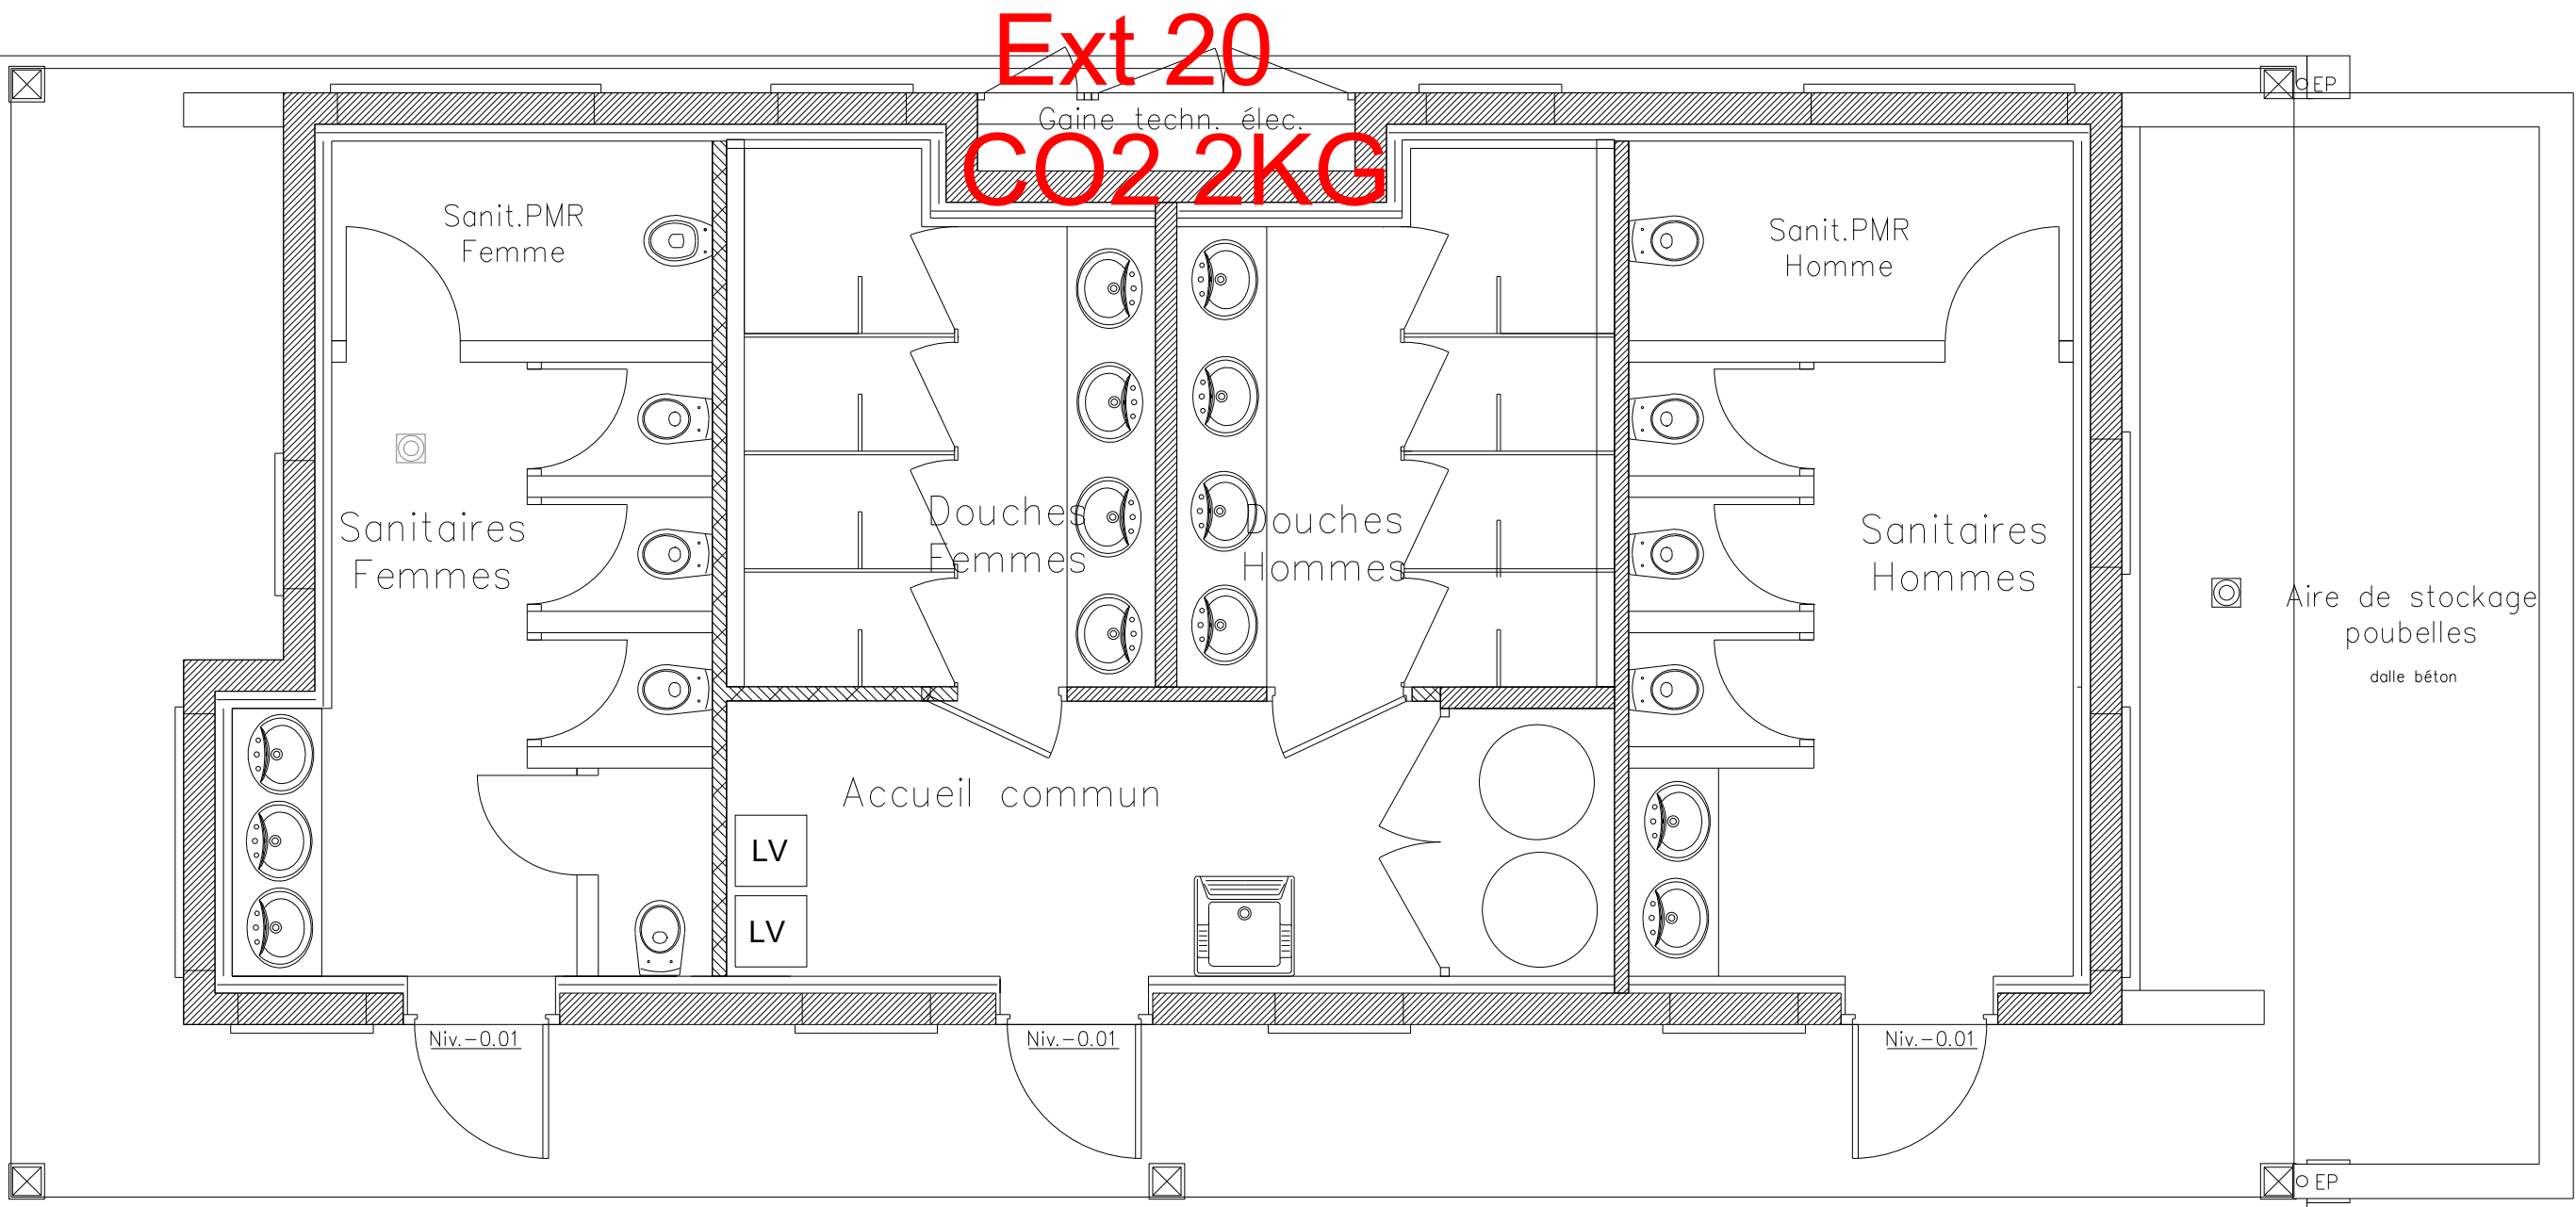 Ext 20
EP
Gaine techn. élec.
CO2 2KG
Sanit.PMR
Femme
Sanit.PMR
Homme
Sanitaires
Femmes
Douches
Femmes
Douches
Hommes
Sanitaires
Hommes
Aire de stockage
poubelles
dalle béton
Accueil commun
LV
LV
Niv.-0.01
Niv.-0.01
Niv.-0.01
EP